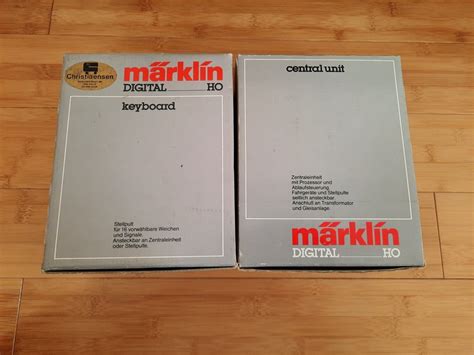 Christiaensen
märklin
DIGITAL HO
keyboard
Stellpult
für 16 vorwählbare Weichen
und Signale.
Ansteckbar an Zentraleinheit
oder Stellpulte.
central unit
Zentraleinheit
mit Prozessor und
Ablaufsteuerung.
Fahrgeräte und Stellpulte
seitlich ansteckbar.
Anschluß an Transformator
und Gleisanlage.
märklin
DIGITAL HO